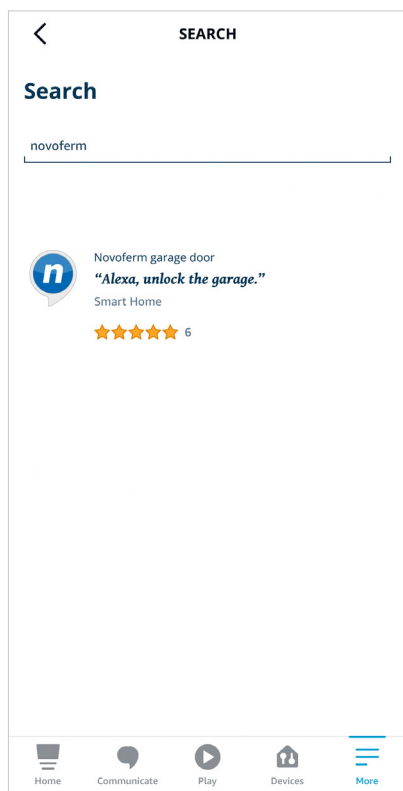 SEARCH
Search
novoferm
n
Novoferm garage door
“Alexa, unlock the garage.”
Smart Home
6
Home Communicate Play Devices More